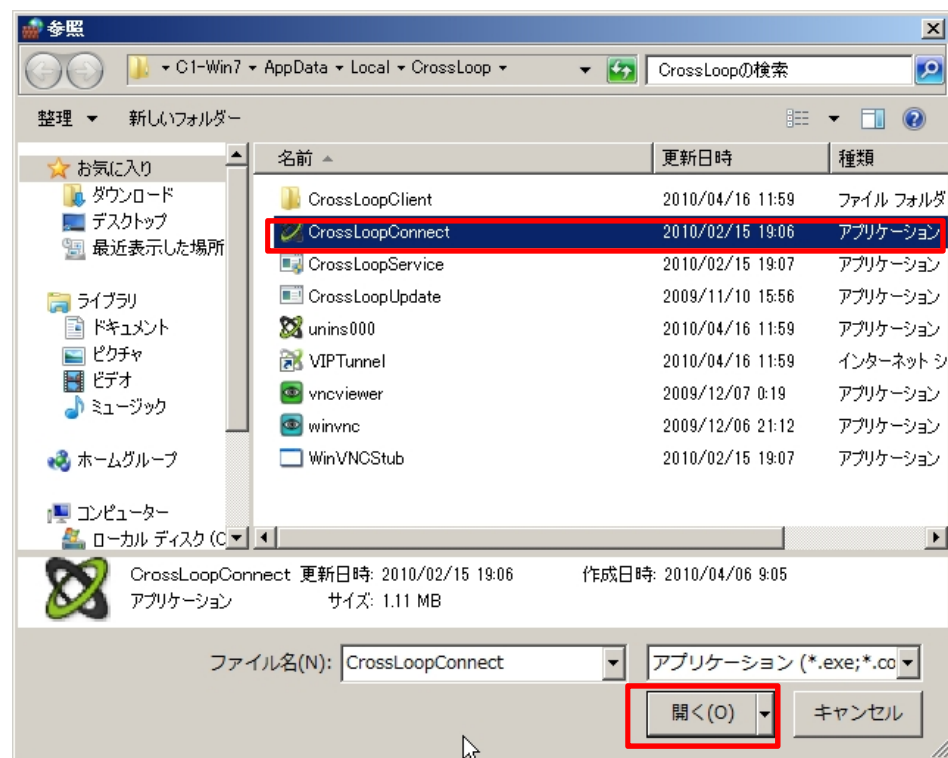 参照
C1-Win7 AppData Local CrossLoop CrossLoopの検索
整理 新しいフォルダー
お気に入り
ダウンロード
デスクトップ
最近表示した場所
ライブラリ
ドキュメント
ピクチャ
ビデオ
ミュージック
ホームグループ
コンピューター
ローカル ディスク (C
名前 更新日時 種類
CrossLoopClient 2010/04/16 11:59 ファイル フォルダ
CrossLoopConnect 2010/02/15 19:06 アプリケーション
CrossLoopService 2010/02/15 19:07 アプリケーション
CrossLoopUpdate 2009/11/10 15:56 アプリケーション
unins000 2010/04/16 11:59 アプリケーション
VIPTunnel 2010/04/16 11:59 インターネット シ
vncviewer 2009/12/07 0:19 アプリケーション
winvnc 2009/12/06 21:12 アプリケーション
WinVNCStub 2010/02/15 19:07 アプリケーション
CrossLoopConnect 更新日時: 2010/02/15 19:06 作成日時: 2010/04/06 9:05
アプリケーション サイズ: 1.11 MB
ファイル名(N): CrossLoopConnect アプリケーション (*.exe;*.co
開く(O) キャンセル